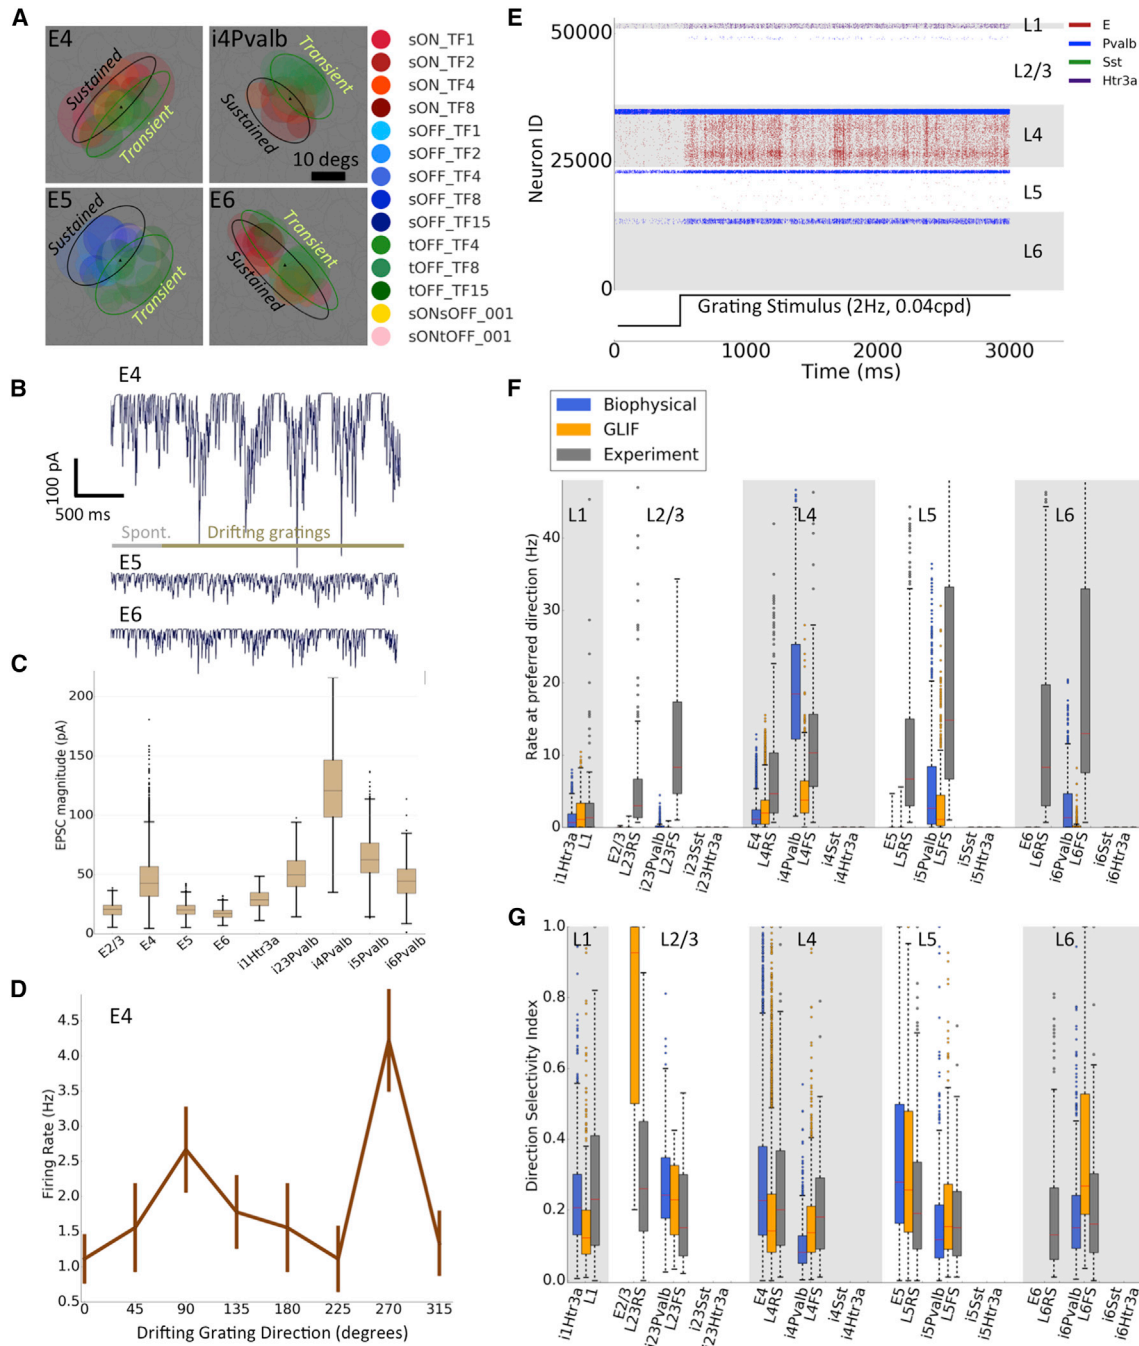 A
E4
Sustained
Transient
i4Pvalb
Transient
Sustained
10 degs
E5
Sustained
Transient
E6
Transient
Sustained
sON_TF1
sON_TF2
sON_TF4
sON_TF8
sOFF_TF1
sOFF_TF2
sOFF_TF4
sOFF_TF8
sOFF_TF15
tOFF_TF4
tOFF_TF8
tOFF_TF15
sONsOFF_001
sONtOFF_001
B
E4
100 pA
500 ms
Spont.
Drifting gratings
E5
E6
C
EPSC magnitude (pA)
200
150
100
50
0
E2/3
E4
E5
E6
i1Htr3a
i23Pvalb
i4Pvalb
i5Pvalb
i6Pvalb
D
E4
Firing Rate (Hz)
4.5
4.0
3.5
3.0
2.5
2.0
1.5
1.0
0.5
0
45
90
135
180
225
270
315
Drifting Grating Direction (degrees)
E
Neuron ID
50000
25000
0
L1
L2/3
L4
L5
L6
E
Pvalb
Sst
Htr3a
Grating Stimulus (2Hz, 0.04cpd)
0
1000
2000
3000
Time (ms)
F
Biophysical
GLIF
Experiment
Rate at preferred direction (Hz)
40
30
20
10
0
L1
L2/3
L4
L5
L6
i1Htr3a
L1
E2/3
L23RS
i23Pvalb
L23FS
i23Sst
i23Htr3a
E4
L4RS
i4Pvalb
L4FS
i4Sst
i4Htr3a
E5
L5RS
i5Pvalb
L5FS
i5Sst
i5Htr3a
E6
L6RS
i6Pvalb
L6FS
i6Sst
i6Htr3a
G
Direction Selectivity Index
1.0
0.8
0.6
0.4
0.2
0.0
L1
L2/3
L4
L5
L6
i1Htr3a
L1
E2/3
L23RS
i23Pvalb
L23FS
i23Sst
i23Htr3a
E4
L4RS
i4Pvalb
L4FS
i4Sst
i4Htr3a
E5
L5RS
i5Pvalb
L5FS
i5Sst
i5Htr3a
E6
L6RS
i6Pvalb
L6FS
i6Sst
i6Htr3a